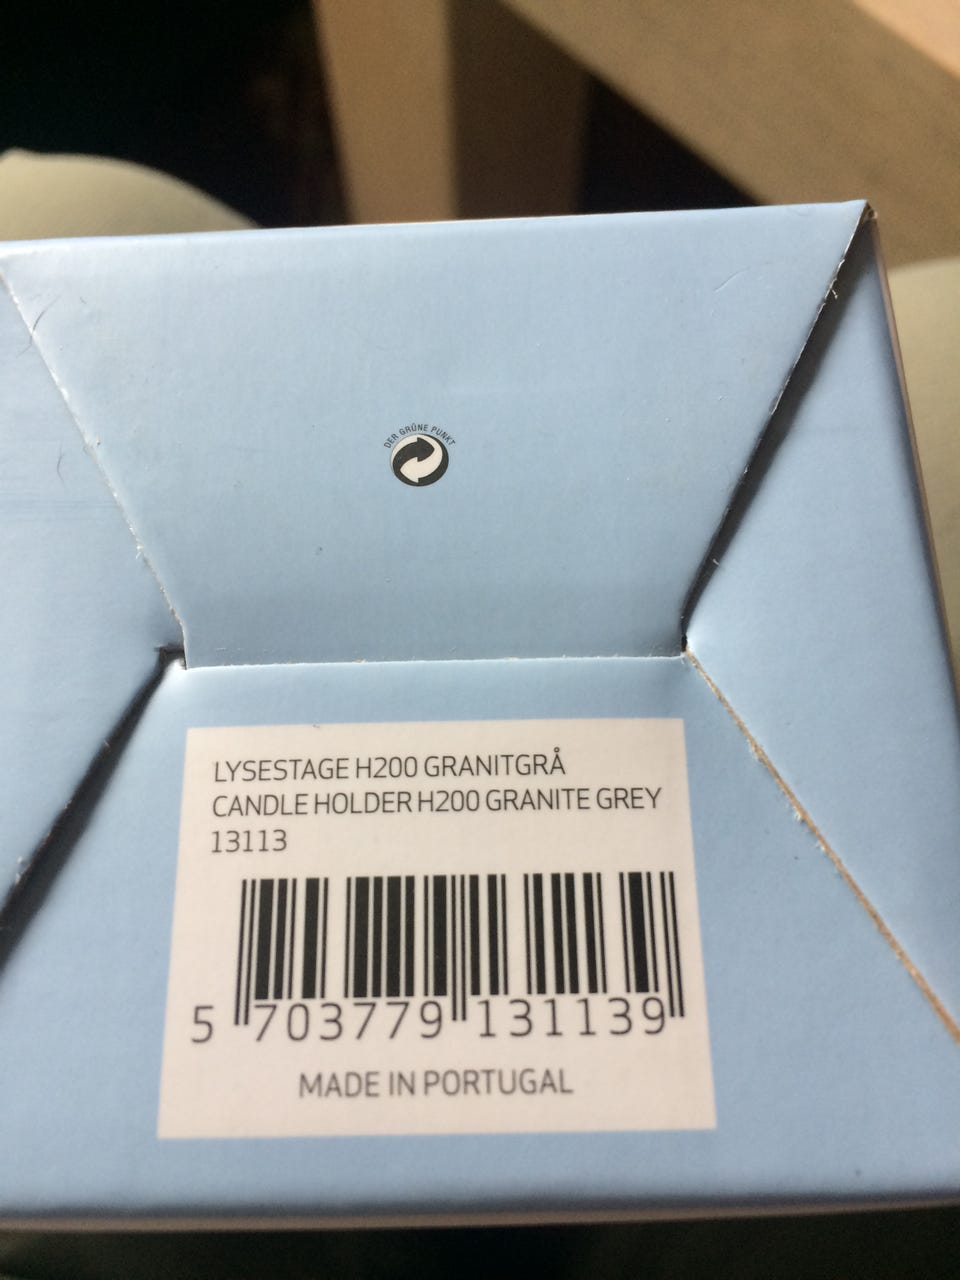 DER GRÜNE PUNKT
LYSESTAGE H200 GRANITGRÅ
CANDLE HOLDER H200 GRANITE GREY
13113
5 703779 131139
MADE IN PORTUGAL